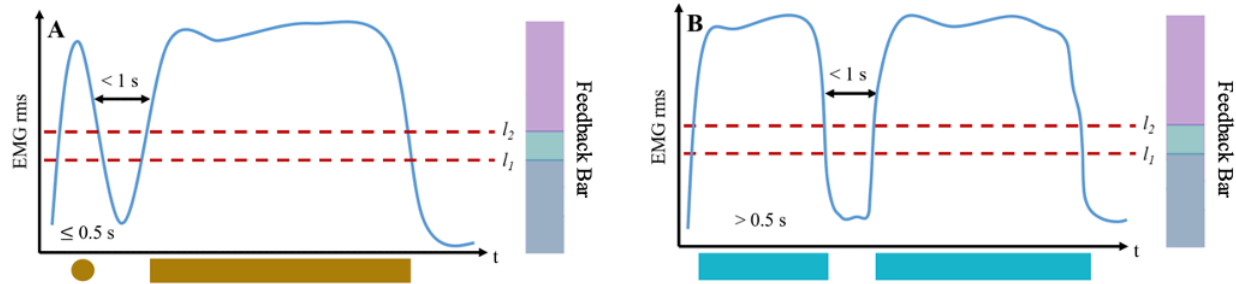 A
< 1 s
EMG rms
l2
l1
≤ 0.5 s
t
Feedback Bar
B
< 1 s
EMG rms
l2
l1
> 0.5 s
t
Feedback Bar